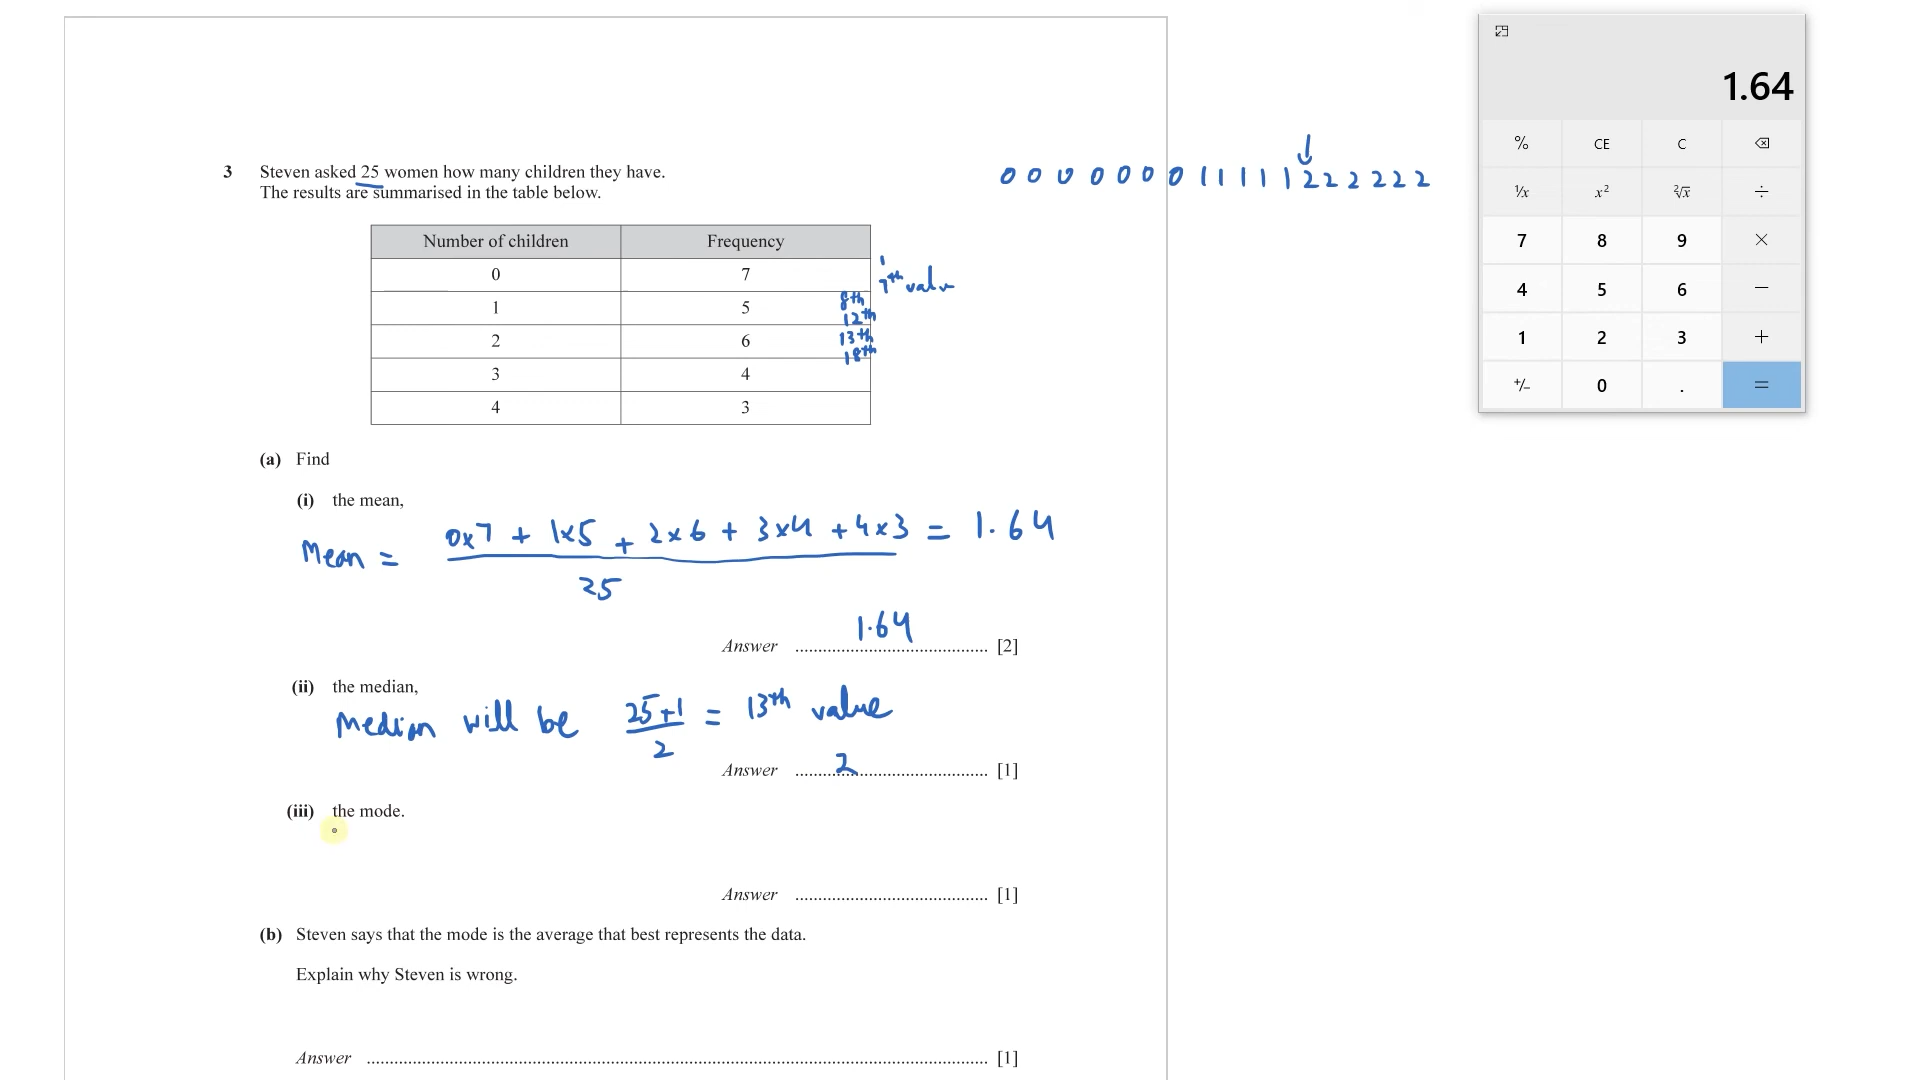 1.64
% CE C ⌫
¹/x x² ²√x ÷
7 8 9 ×
4 5 6 −
1 2 3 +
+/− 0 . =
0 0 0 0 0 0 0 1 1 1 1 1 2 2 2 2 2 2
3 Steven asked 25 women how many children they have.
The results are summarised in the table below.
Number of children Frequency
0 7
1 5
2 6
3 4
4 3
1
7th value
8th
12th
13th
18th
(a) Find
(i) the mean,
Mean = 0x7 + 1x5 + 2x6 + 3x4 + 4x3 = 1.64
25
1.64
Answer .......................................... [2]
(ii) the median,
Median will be 25+1 = 13th value
2
Answer ........2.................................. [1]
(iii) the mode.
Answer .......................................... [1]
(b) Steven says that the mode is the average that best represents the data.
Explain why Steven is wrong.
Answer ....................................................................................................................................... [1]